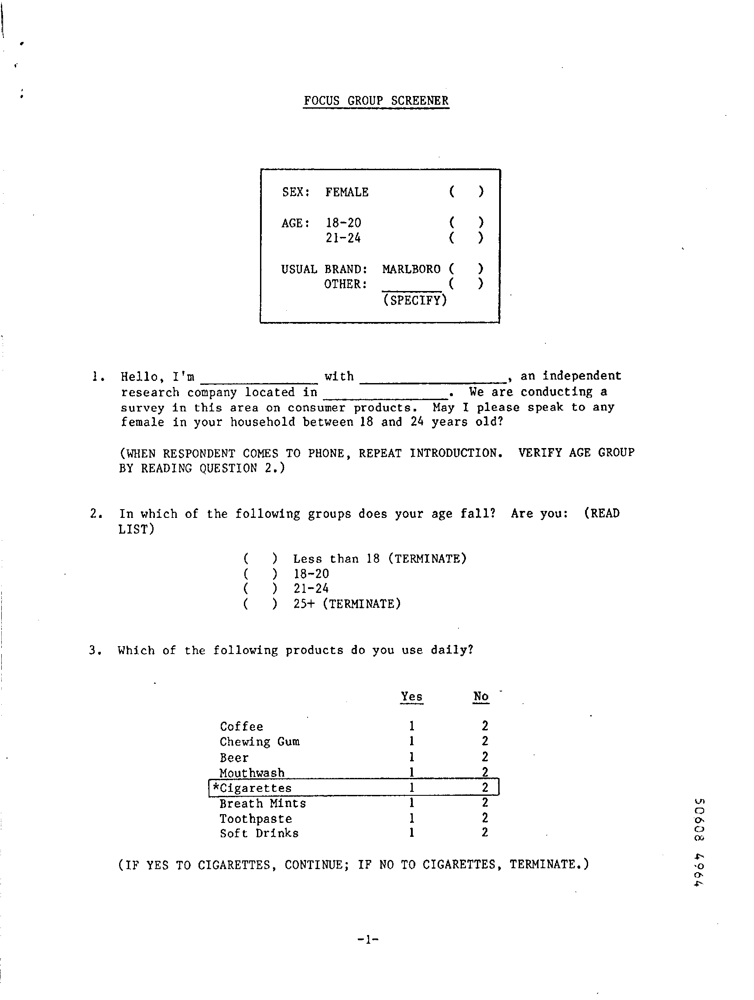 FOCUS GROUP SCREENER
SEX: FEMALE ( )
AGE: 18-20 ( )
21-24 ( )
USUAL BRAND: MARLBORO ( )
OTHER: ________ ( )
(SPECIFY)
1. Hello, I'm ________________ with ____________________, an independent
research company located in _________________. We are conducting a
survey in this area on consumer products. May I please speak to any
female in your household between 18 and 24 years old?
(WHEN RESPONDENT COMES TO PHONE, REPEAT INTRODUCTION. VERIFY AGE GROUP
BY READING QUESTION 2.)
2. In which of the following groups does your age fall? Are you: (READ
LIST)
( ) Less than 18 (TERMINATE)
( ) 18-20
( ) 21-24
( ) 25+ (TERMINATE)
3. Which of the following products do you use daily?
Yes No
Coffee 1 2
Chewing Gum 1 2
Beer 1 2
Mouthwash 1 2
*Cigarettes 1 2
Breath Mints 1 2
Toothpaste 1 2
Soft Drinks 1 2
(IF YES TO CIGARETTES, CONTINUE; IF NO TO CIGARETTES, TERMINATE.)
-1-
50608 4964